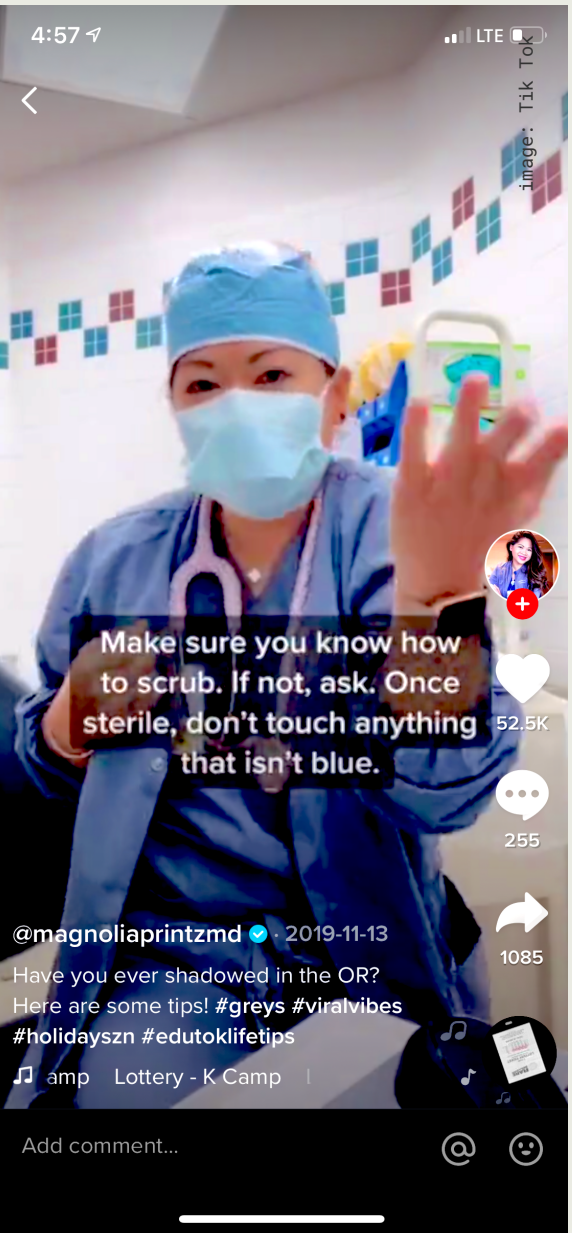 4:57
LTE
image: Tik Tok
Make sure you know how
to scrub. If not, ask. Once
sterile, don't touch anything
that isn't blue.
52.5K
255
1085
@magnoliaprintzmd · 2019-11-13
Have you ever shadowed in the OR?
Here are some tips! #greys #viralvibes
#holidayszn #edutoklifetips
amp Lottery - K Camp
Add comment...